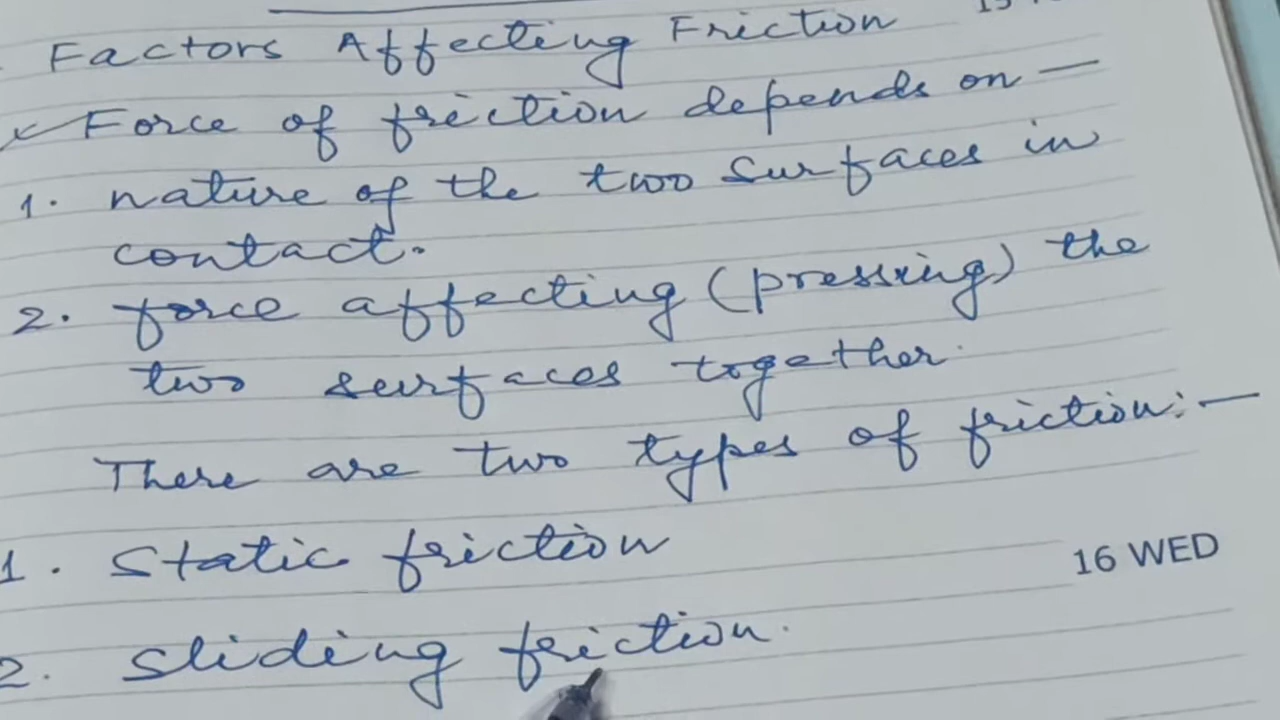 Factors Affecting Friction
Force of friction depends on —
1. nature of the two surfaces in
contact.
2. force affecting (pressing) the
two surfaces together.
There are two types of friction:—
1. Static friction
16 WED
2. Sliding friction.